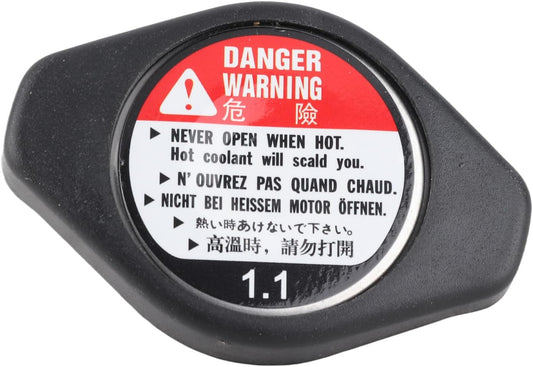 DANGER
WARNING
危 險
▶ NEVER OPEN WHEN HOT.
Hot coolant will scald you.
▶ N'OUVREZ PAS QUAND CHAUD.
▶ NICHT BEI HEISSEM MOTOR ÖFFNEN.
▶ 熱い時あけないで下さい。
▶ 高溫時，請勿打開
1.1